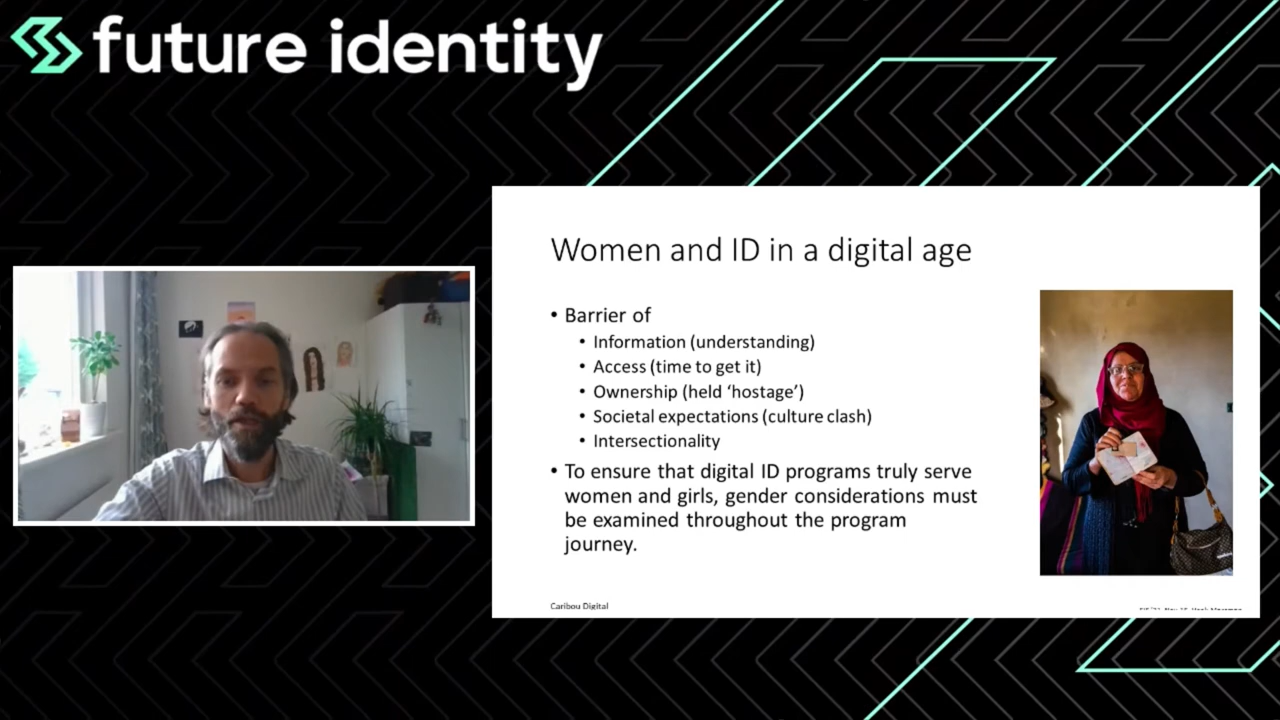 future identity
Women and ID in a digital age
• Barrier of
• Information (understanding)
• Access (time to get it)
• Ownership (held ‘hostage’)
• Societal expectations (culture clash)
• Intersectionality
• To ensure that digital ID programs truly serve
women and girls, gender considerations must
be examined throughout the program
journey.
Caribou Digital